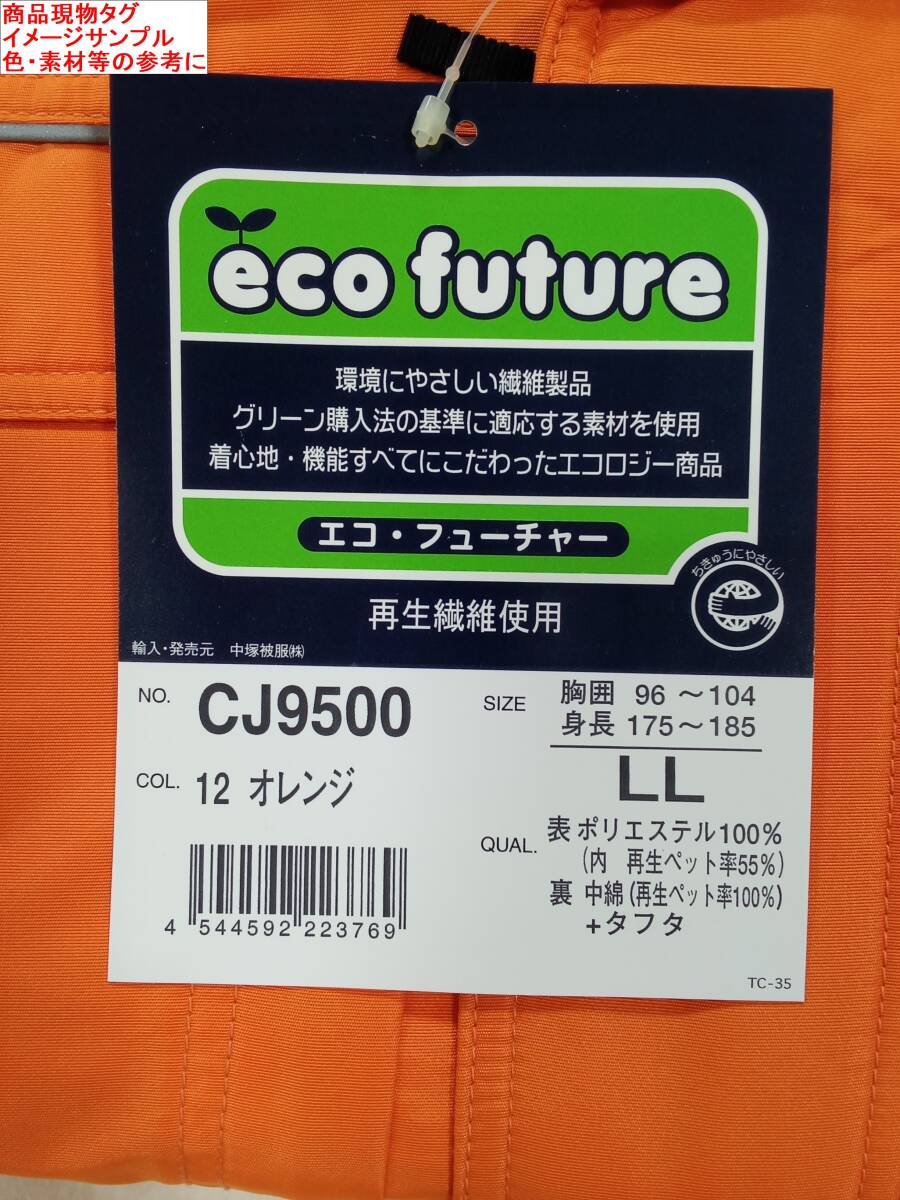 商品現物タグ
イメージサンプル
色・素材等の参考に
eco future
環境にやさしい繊維製品
グリーン購入法の基準に適応する素材を使用
着心地・機能すべてにこだわったエコロジー商品
エコ・フューチャー
ちきゅうにやさしい
再生繊維使用
輸入・発売元 中塚被服㈱
NO. CJ9500
COL. 12 オレンジ
4 544592 223769
SIZE 胸囲 96 ～104
身長 175～185
LL
QUAL. 表 ポリエステル100%
(内 再生ペット率55%)
裏 中綿 (再生ペット率100%)
+タフタ
TC-35